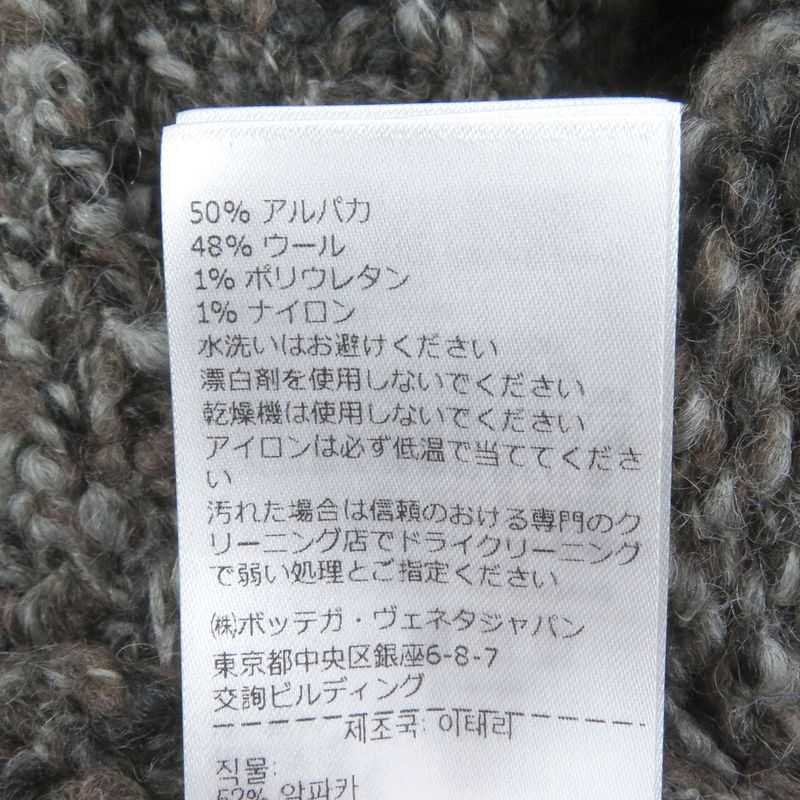 50% アルパカ
48% ウール
1% ポリウレタン
1% ナイロン
水洗いはお避けください
漂白剤を使用しないでください
乾燥機は使用しないでください
アイロンは必ず低温で当ててくださ
い
汚れた場合は信頼のおける専門のク
リーニング店でドライクリーニング
で弱い処理とご指定ください
㈱ボッテガ・ヴェネタジャパン
東京都中央区銀座6-8-7
交詢ビルディング
제조국: 이태리
직물:
52% 알파카